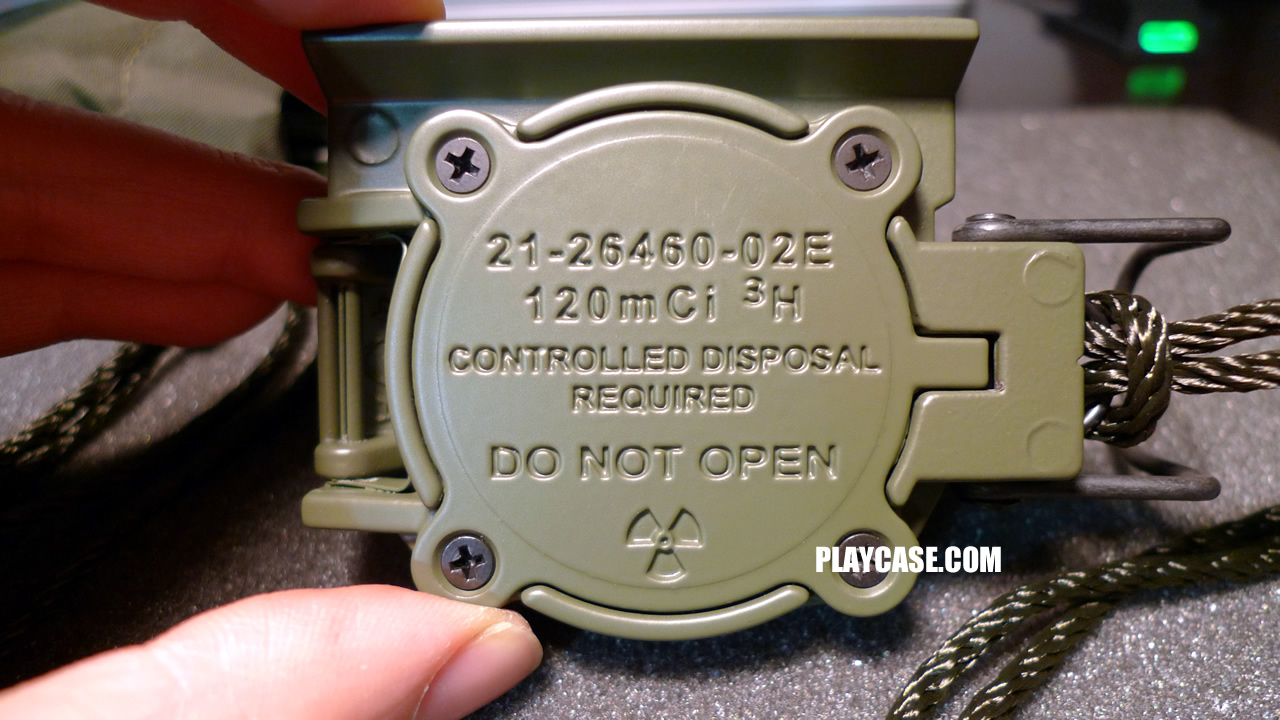 21-26460-02E
120mCi ³H
CONTROLLED DISPOSAL
REQUIRED
DO NOT OPEN
PLAYCASE.COM